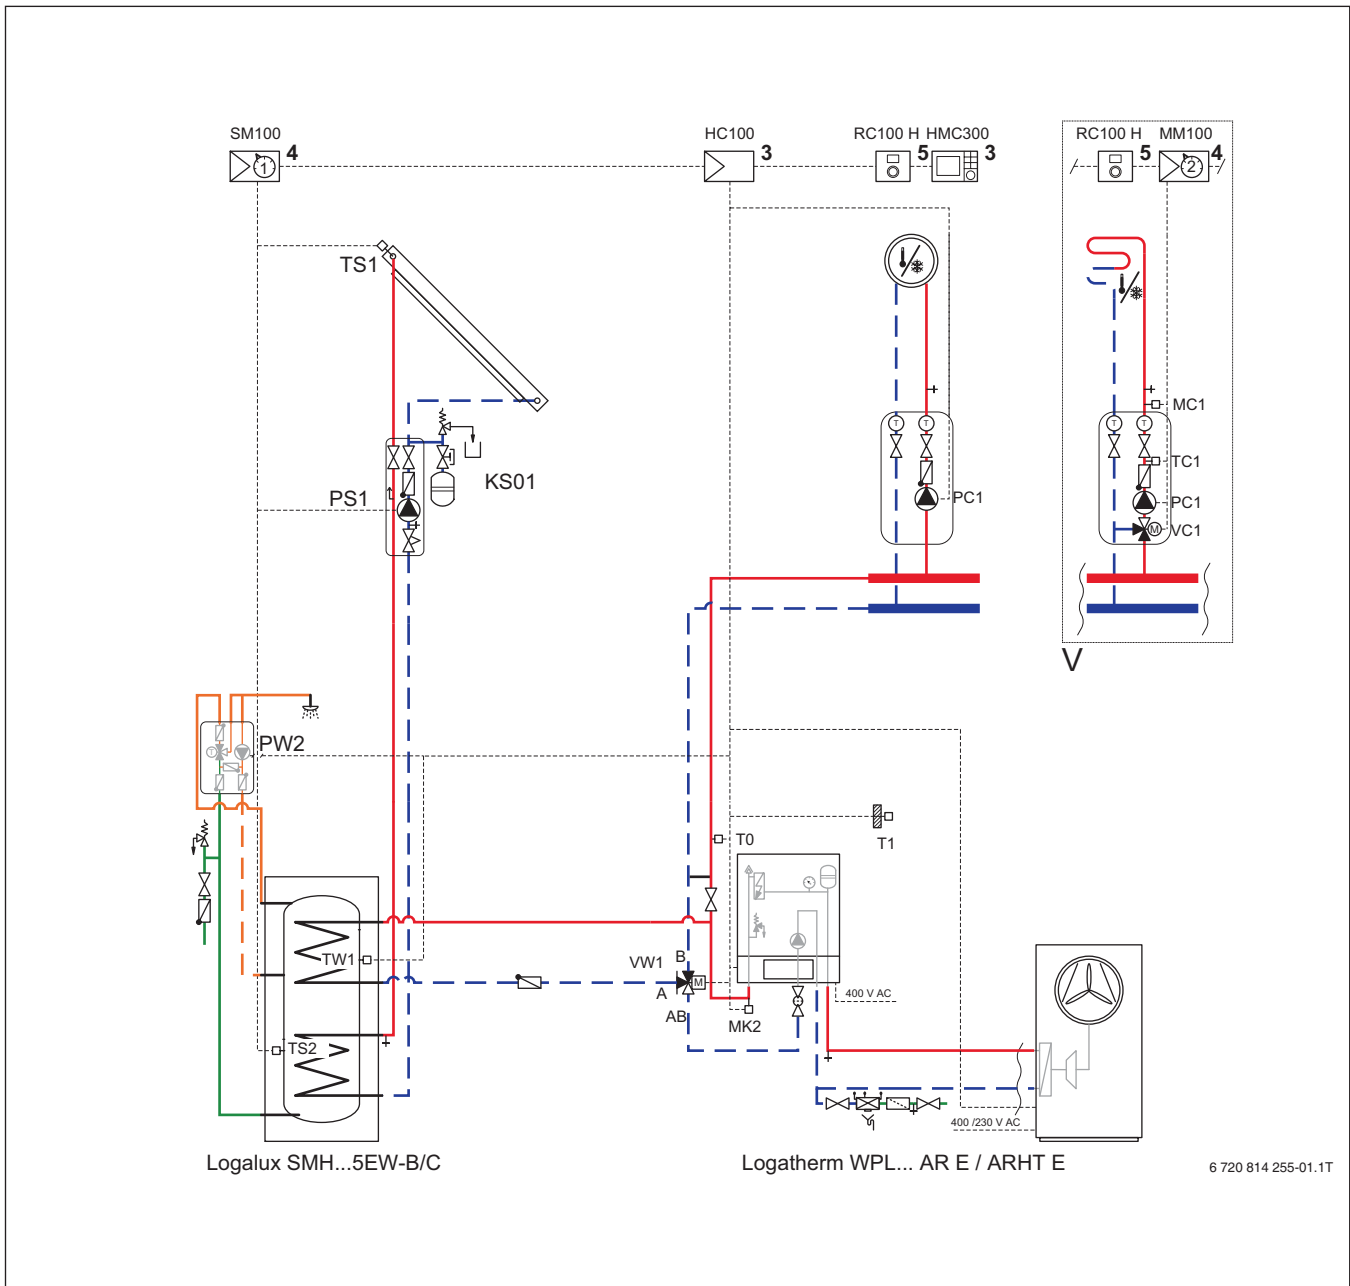 SM100
4
1
HC100
3
RC100 H HMC300
5
3
RC100 H
MM100
5
4
2
TS1
MC1
T
T
T
T
KS01
TC1
PS1
PC1
PC1
M
VC1
V
PW2
T
T0
T1
TW1
VW1
B
M
A
AB
MK2
400 V AC
TS2
400 /230 V AC
Logalux SMH...5EW-B/C
Logatherm WPL... AR E / ARHT E
6 720 814 255-01.1T